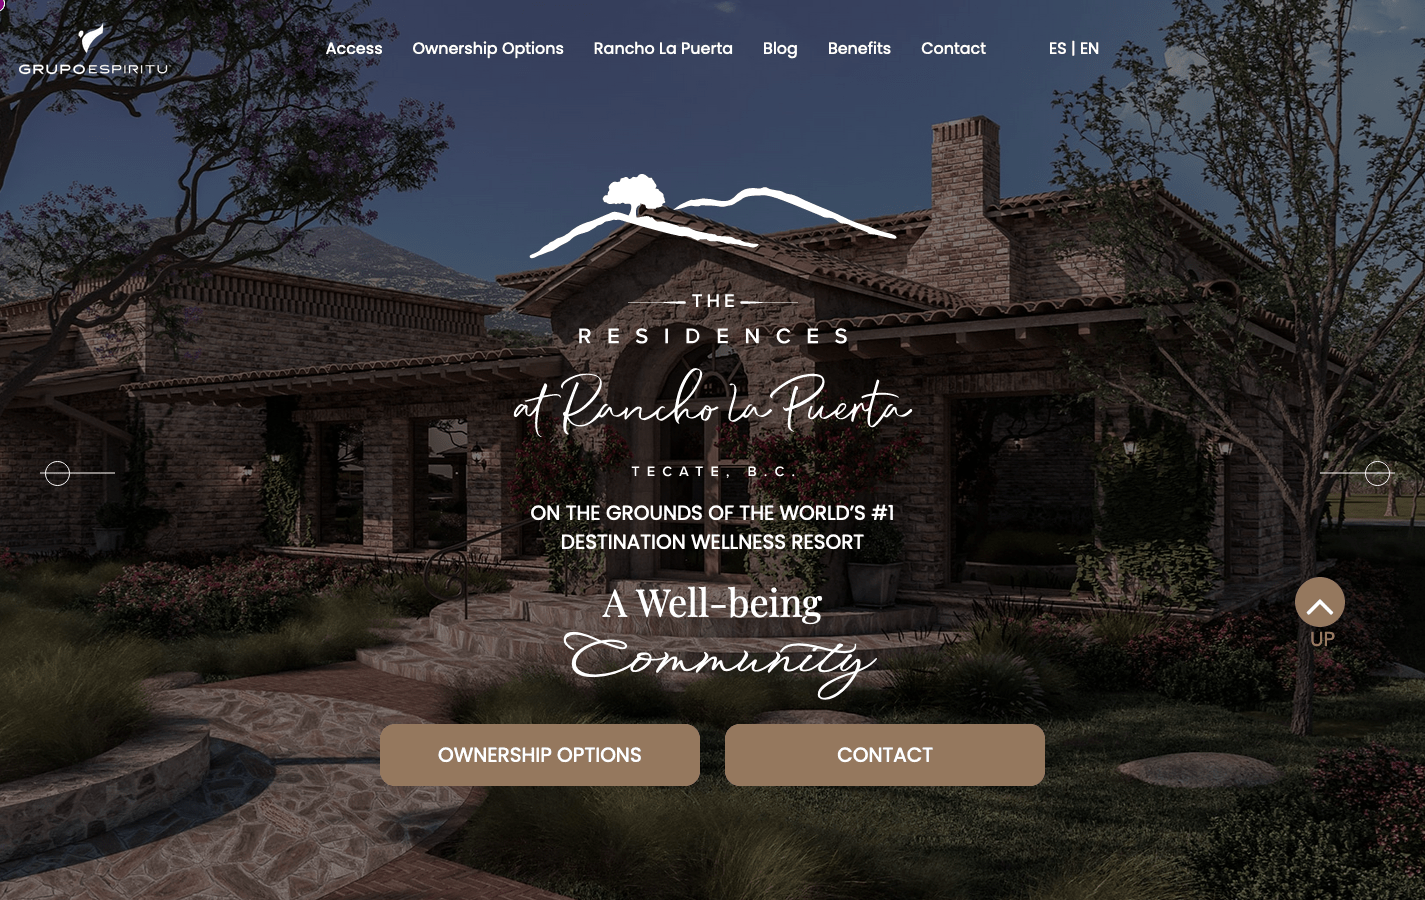 GRUPOESPIRITU
Access Ownership Options Rancho La Puerta Blog Benefits Contact ES | EN
THE
RESIDENCES
at Rancho La Puerta
TECATE, B.C.
ON THE GROUNDS OF THE WORLD'S #1
DESTINATION WELLNESS RESORT
A Well-being
Community
UP
OWNERSHIP OPTIONS CONTACT